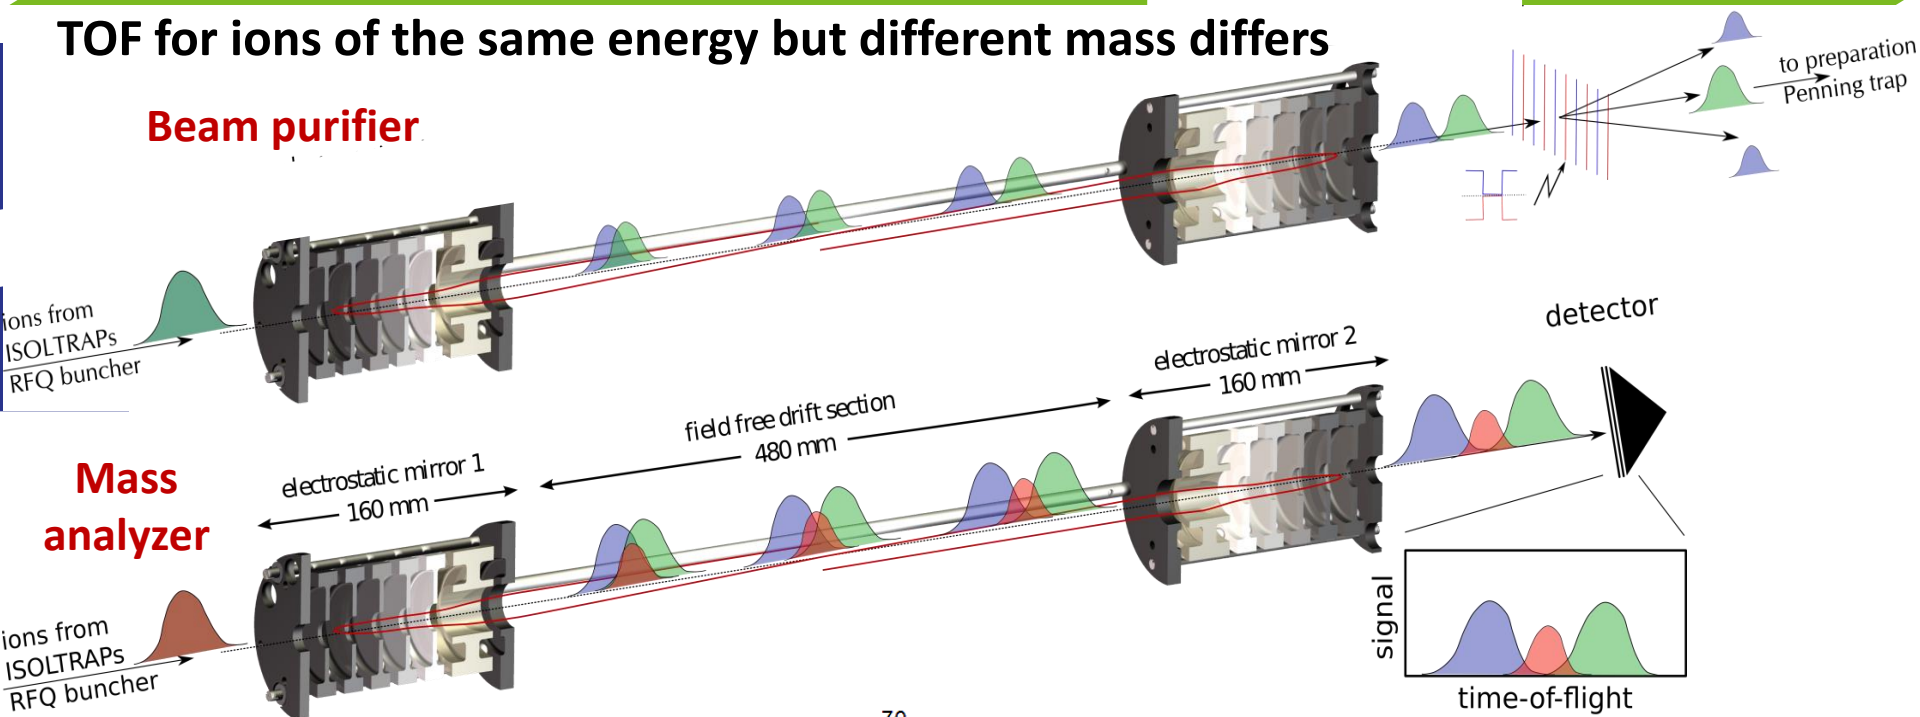 TOF for ions of the same energy but different mass differs
Beam purifier
to preparation
Penning trap
ions from
ISOLTRAPs
RFQ buncher
detector
electrostatic mirror 2
160 mm
field free drift section
480 mm
electrostatic mirror 1
160 mm
Mass
analyzer
ions from
ISOLTRAPs
RFQ buncher
signal
time-of-flight